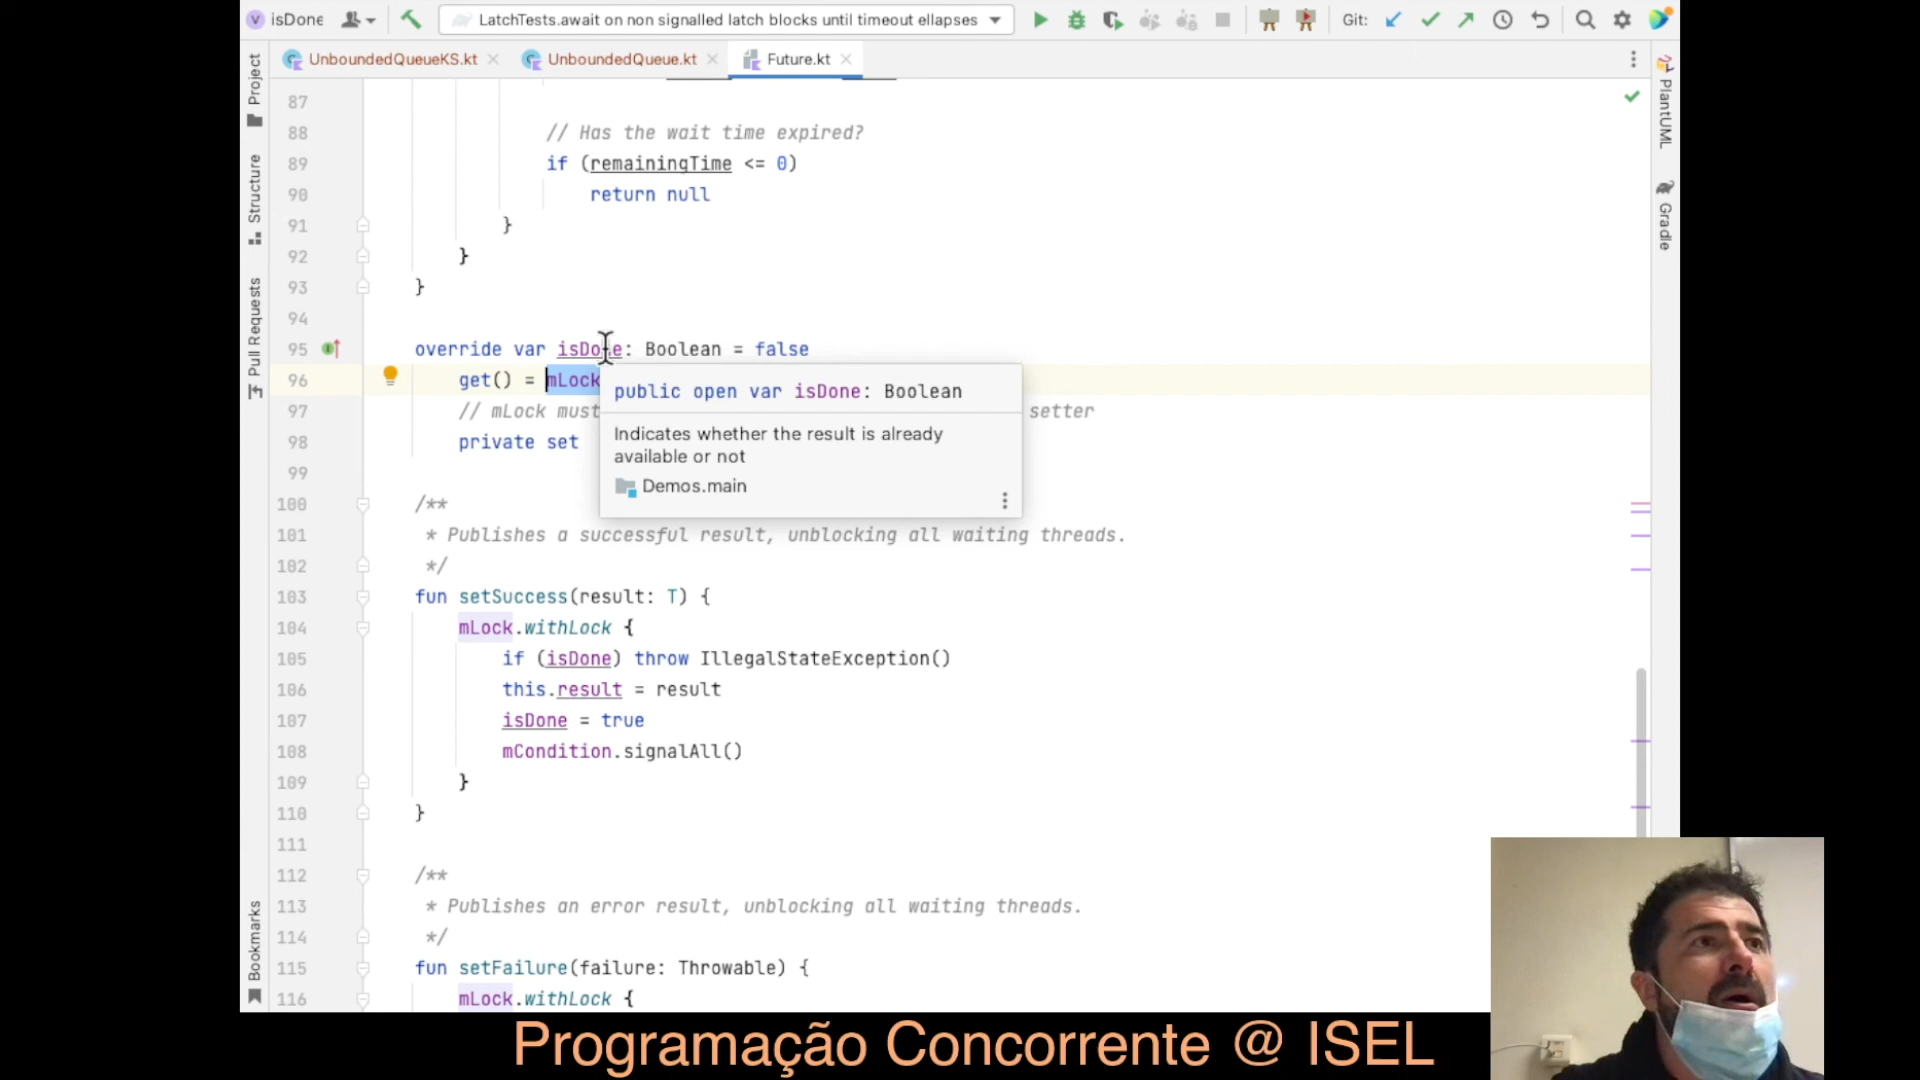 isDone
LatchTests.await on non signalled latch blocks until timeout ellapses
Git:
UnboundedQueueKS.kt
UnboundedQueue.kt
Future.kt
Project
Structure
Pull Requests
Bookmarks
PlantUML
Gradle
87
88 // Has the wait time expired?
89 if (remainingTime <= 0)
90 return null
91 }
92 }
93 }
94
95 override var isDone: Boolean = false
96 get() = mLock
97 // mLock must setter
98 private set
99
public open var isDone: Boolean
Indicates whether the result is already
available or not
Demos.main
100 /**
101 * Publishes a successful result, unblocking all waiting threads.
102 */
103 fun setSuccess(result: T) {
104 mLock.withLock {
105 if (isDone) throw IllegalStateException()
106 this.result = result
107 isDone = true
108 mCondition.signalAll()
109 }
110 }
111
112 /**
113 * Publishes an error result, unblocking all waiting threads.
114 */
115 fun setFailure(failure: Throwable) {
116 mLock.withLock {
Programação Concorrente @ ISEL